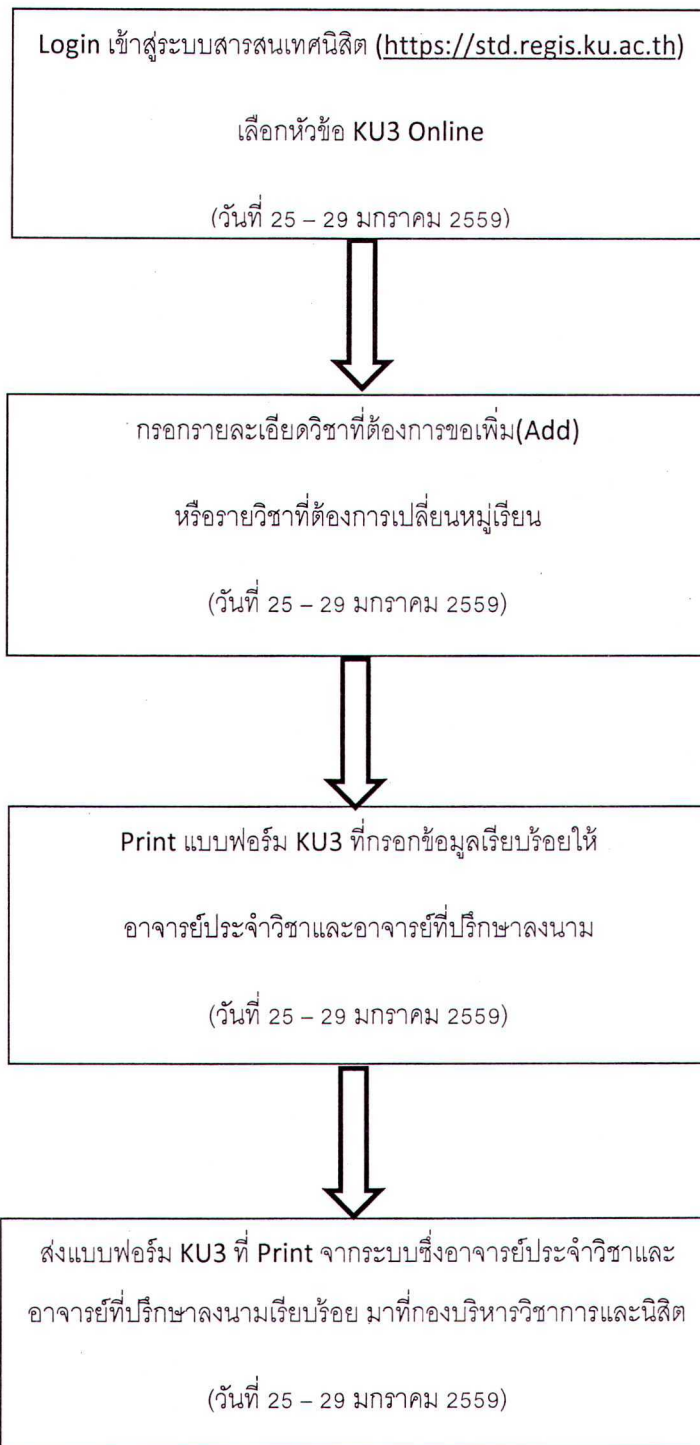 Login เข้าสู่ระบบสารสนเทศนิสิต (https://std.regis.ku.ac.th)
เลือกหัวข้อ KU3 Online
(วันที่ 25 – 29 มกราคม 2559)
กรอกรายละเอียดวิชาที่ต้องการขอเพิ่ม(Add)
หรือรายวิชาที่ต้องการเปลี่ยนหมู่เรียน
(วันที่ 25 – 29 มกราคม 2559)
Print แบบฟอร์ม KU3 ที่กรอกข้อมูลเรียบร้อยให้
อาจารย์ประจำวิชาและอาจารย์ที่ปรึกษาลงนาม
(วันที่ 25 – 29 มกราคม 2559)
ส่งแบบฟอร์ม KU3 ที่ Print จากระบบซึ่งอาจารย์ประจำวิชาและ
อาจารย์ที่ปรึกษาลงนามเรียบร้อย มาที่กองบริหารวิชาการและนิสิต
(วันที่ 25 – 29 มกราคม 2559)